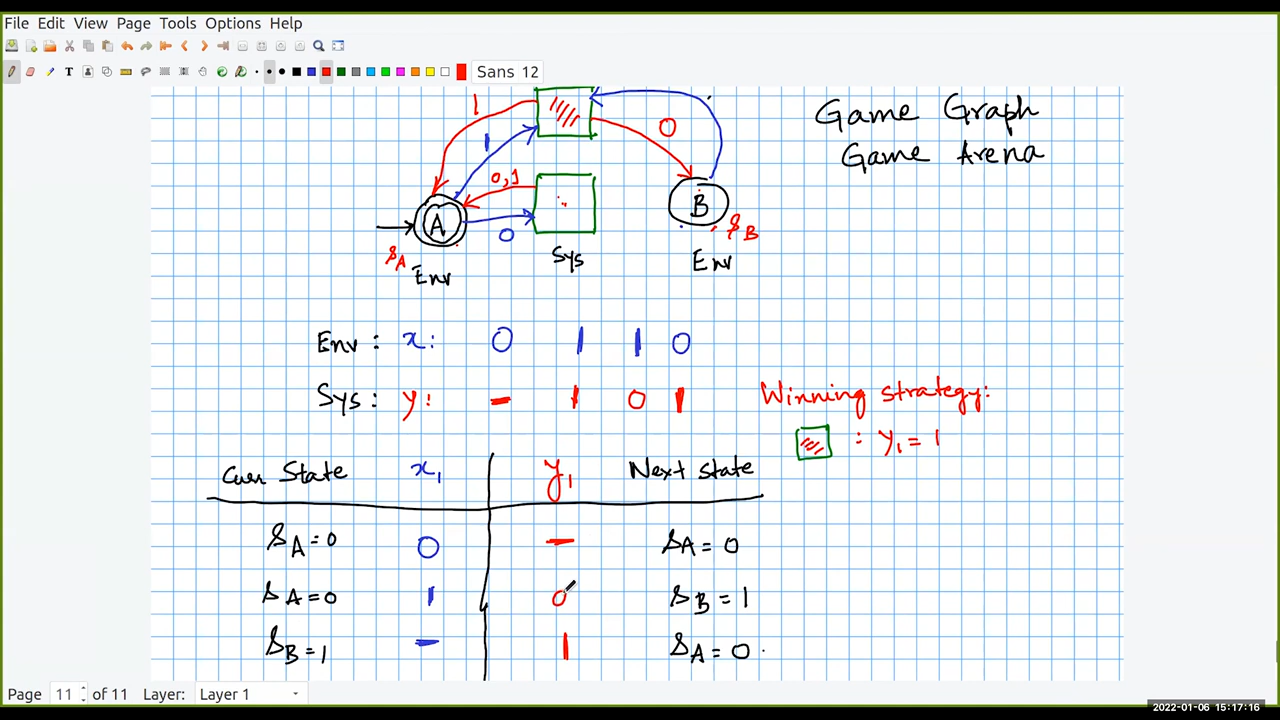 File Edit View Page Tools Options Help
Sans 12
Game Graph
Game Arena
1
1
0
0,1
0
A
B
S_A
S_B
Env
Sys
Env
Env : x: 0 1 1 0
Sys : y: - 1 0 1
Winning strategy:
: y₁ = 1
Curr State x₁ y₁ Next State
S_A = 0 0 - S_A = 0
S_A = 0 1 0 S_B = 1
S_B = 1 - 1 S_A = 0
Page 11 of 11 Layer: Layer 1
2022-01-06 15:17:16